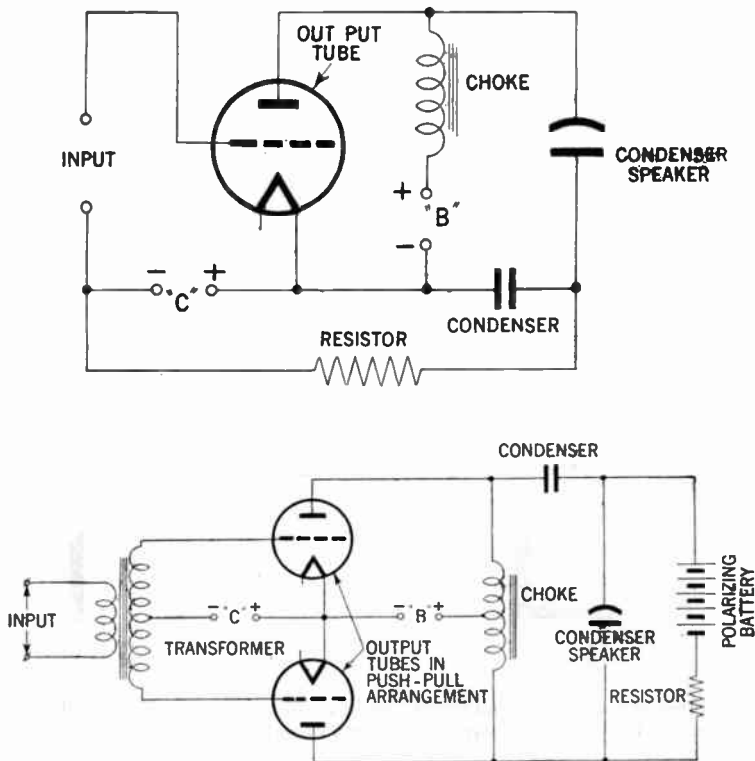 OUT PUT
TUBE
CHOKE
INPUT
CONDENSER
SPEAKER
+
"B"
-
- "C" +
CONDENSER
RESISTOR
CONDENSER
INPUT
- "C" +
- "B" +
CHOKE
TRANSFORMER
OUTPUT
TUBES IN
PUSH-PULL
ARRANGEMENT
CONDENSER
SPEAKER
POLARIZING
BATTERY
RESISTOR